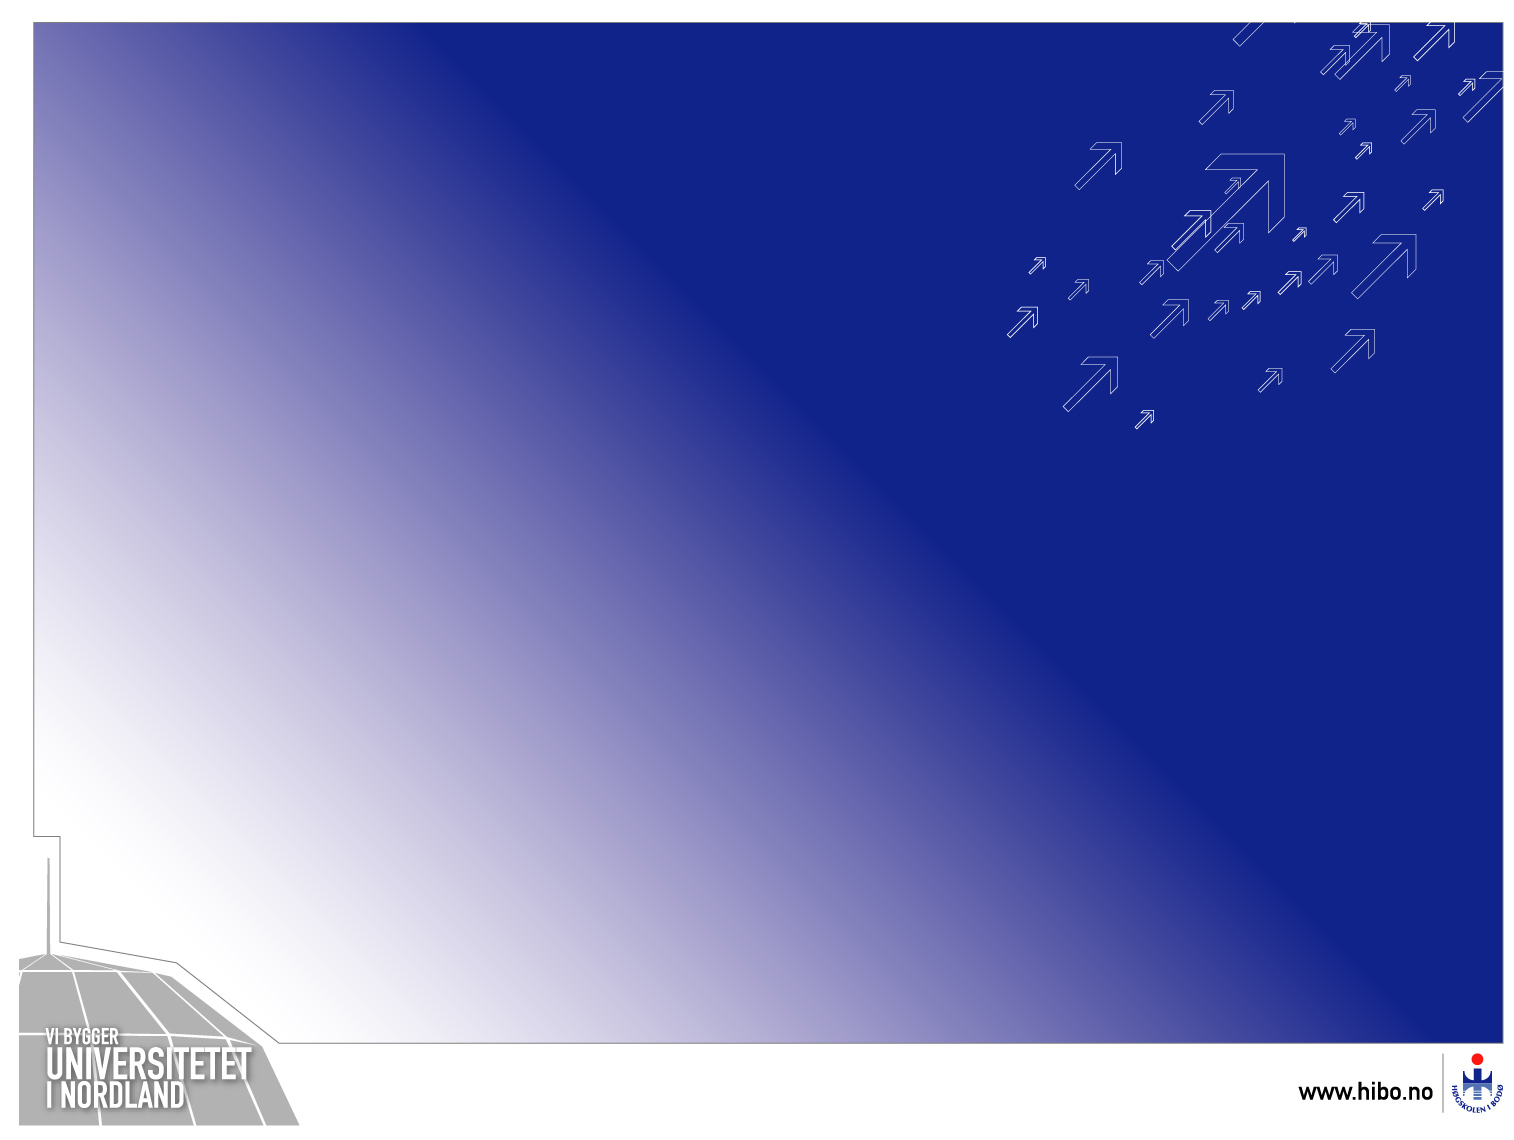 VI BYGGER
UNIVERSITETET
I NORDLAND
www.hibo.no
HØGSKOLEN I BODØ